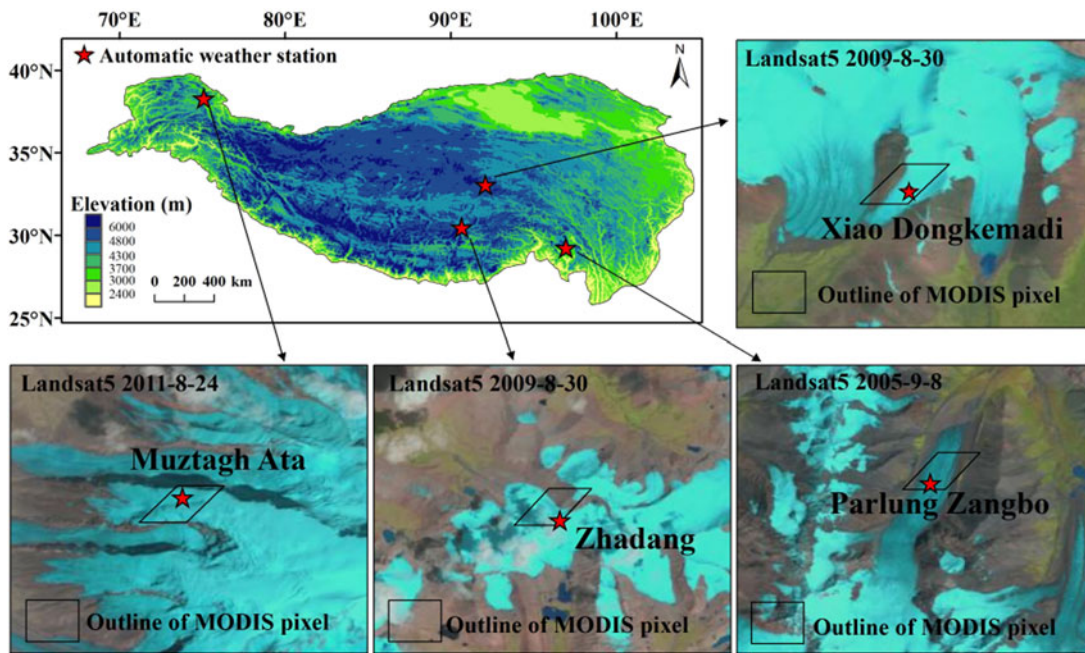 70°E 80°E 90°E 100°E
Automatic weather station
N
40°N
35°N
30°N
25°N
Elevation (m)
6000
4800
4300
3700
3000
2400
0 200 400 km
Landsat5 2009-8-30
Xiao Dongkemadi
Outline of MODIS pixel
Landsat5 2011-8-24
Muztagh Ata
Outline of MODIS pixel
Landsat5 2009-8-30
Zhadang
Outline of MODIS pixel
Landsat5 2005-9-8
Parlung Zangbo
Outline of MODIS pixel